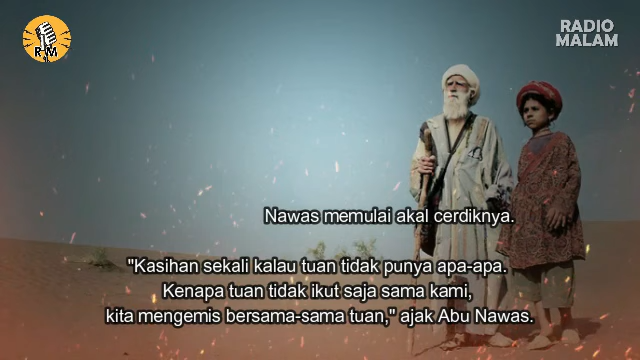 RM
RADIO
MALAM
Nawas memulai akal cerdiknya.
"Kasihan sekali kalau tuan tidak punya apa-apa.
Kenapa tuan tidak ikut saja sama kami,
kita mengemis bersama-sama tuan," ajak Abu Nawas.